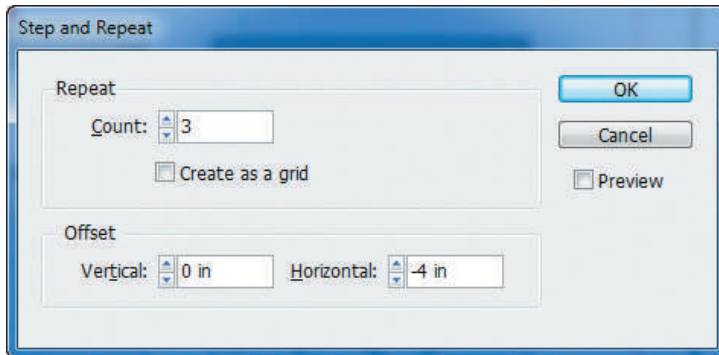 Step and Repeat
Repeat
Count: 3
Create as a grid
OK
Cancel
Preview
Offset
Vertical: 0 in Horizontal: -4 in